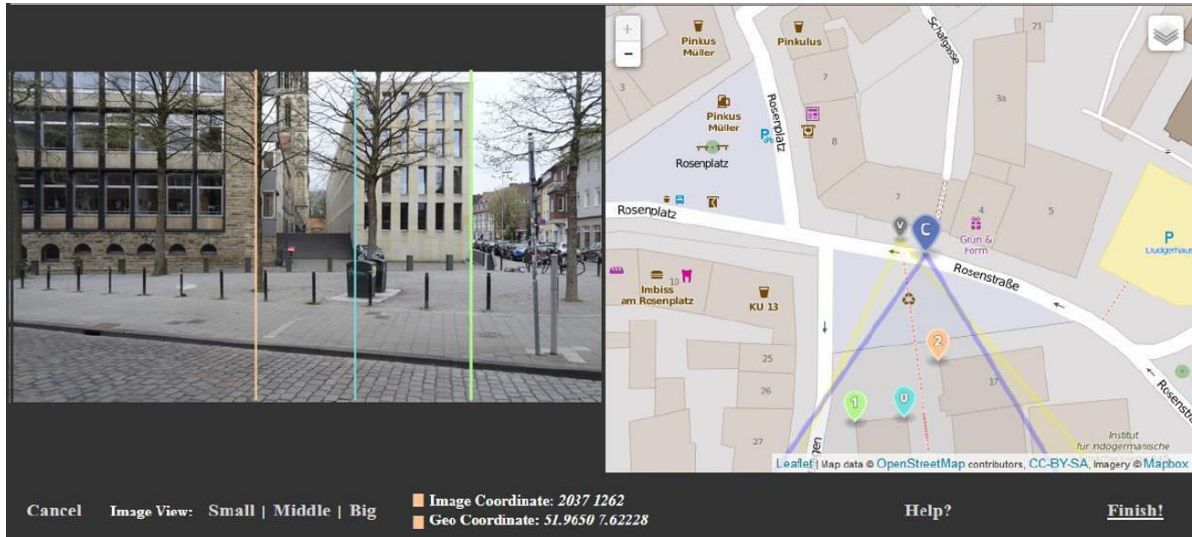 +
−
3
Pinkus
Müller
Pinkulus
Schafgasse
21
7
3a
Pinkus
Müller
Rosenplatz
P
8
Rosenplatz
Rosenplatz
?
4
5
V
C
Grün &
Form
P
Liudgerhaus
Rosenstraße
10
Imbiss
am Rosenplatz
KU 13
2
25
17
Rosenstra
26
1
0
27
Institut
für Indogermanische
gen
Leaflet | Map data © OpenStreetMap contributors, CC-BY-SA, Imagery © Mapbox
Cancel
Image View: Small | Middle | Big
Image Coordinate: 2037 1262
Geo Coordinate: 51.9650 7.62228
Help?
Finish!